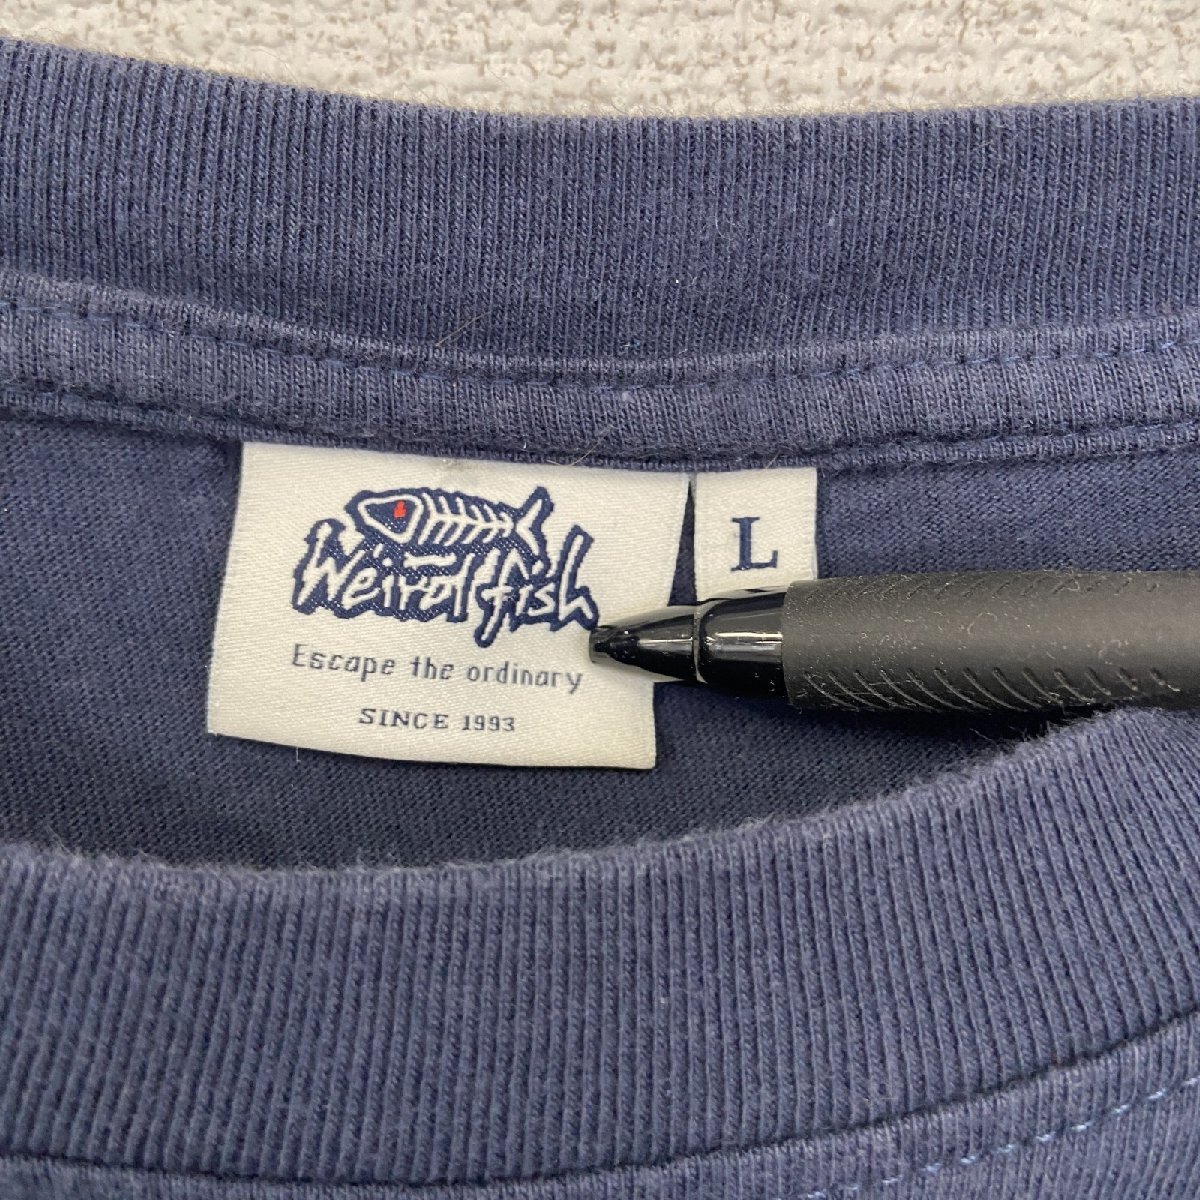 Weird fish
Escape the ordinary
SINCE 1993
L